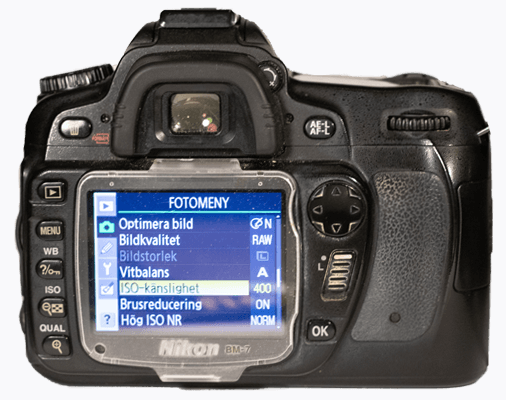 AE-L
AF-L
FOTOMENY
Optimera bild N
Bildkvalitet RAW
Bildstorlek L
Vitbalans A
ISO-känslighet 400
Brusreducering ON
Hög ISO NR NORM
?
MENU
WB
?/
ISO
QUAL
L
OK
Nikon
BM-7